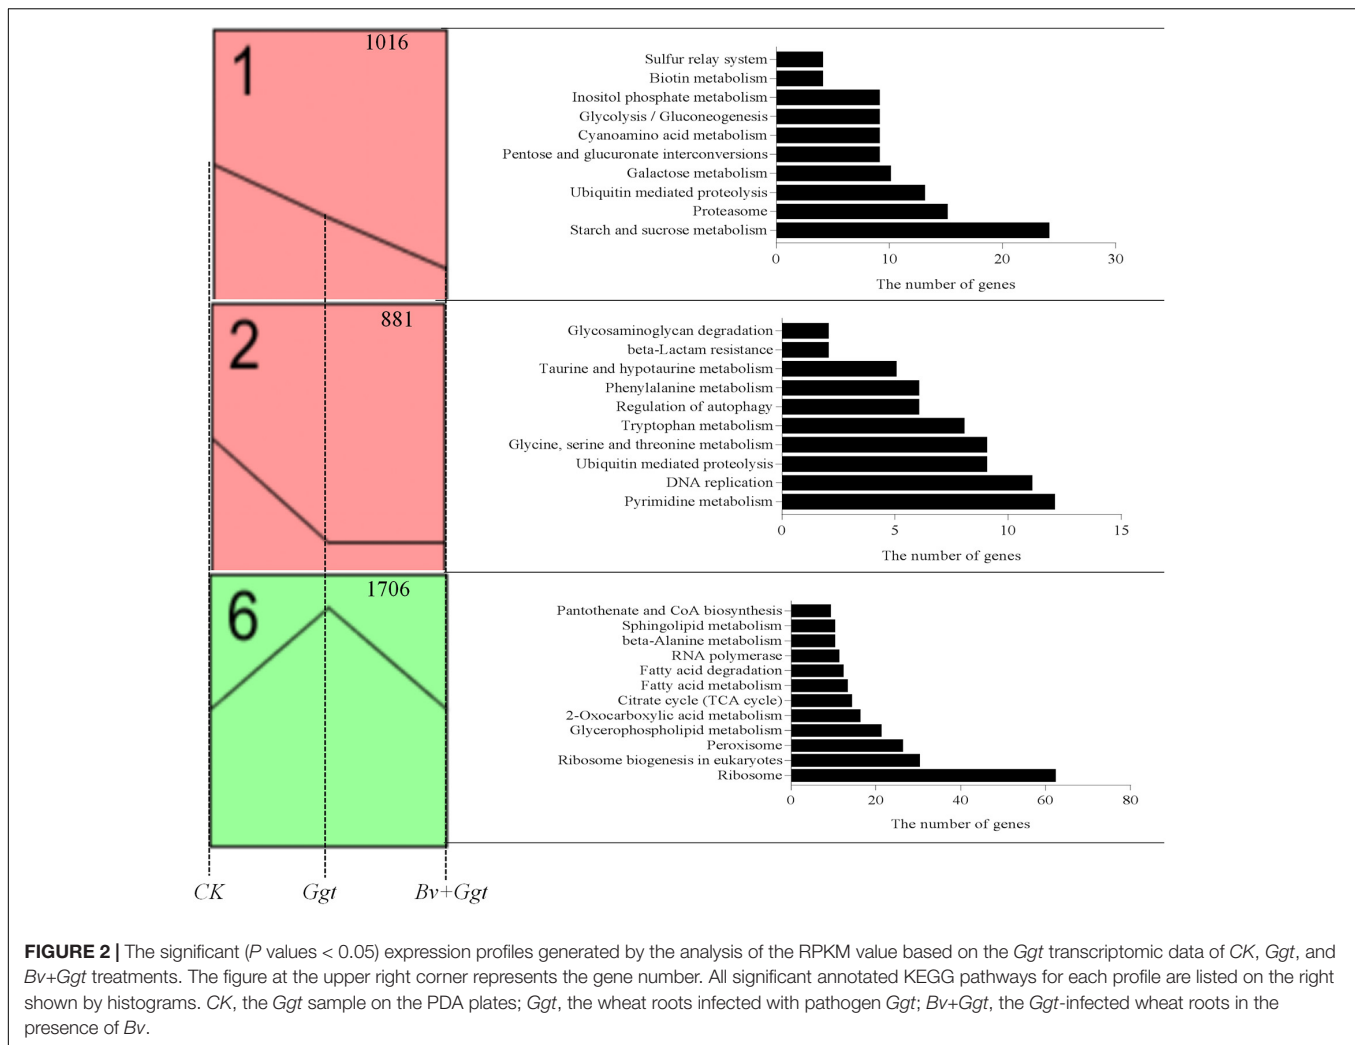 1
1016
Sulfur relay system
Biotin metabolism
Inositol phosphate metabolism
Glycolysis / Gluconeogenesis
Cyanoamino acid metabolism
Pentose and glucuronate interconversions
Galactose metabolism
Ubiquitin mediated proteolysis
Proteasome
Starch and sucrose metabolism
0 10 20 30
The number of genes
2
881
Glycosaminoglycan degradation
beta-Lactam resistance
Taurine and hypotaurine metabolism
Phenylalanine metabolism
Regulation of autophagy
Tryptophan metabolism
Glycine, serine and threonine metabolism
Ubiquitin mediated proteolysis
DNA replication
Pyrimidine metabolism
0 5 10 15
The number of genes
6
1706
Pantothenate and CoA biosynthesis
Sphingolipid metabolism
beta-Alanine metabolism
RNA polymerase
Fatty acid degradation
Fatty acid metabolism
Citrate cycle (TCA cycle)
2-Oxocarboxylic acid metabolism
Glycerophospholipid metabolism
Peroxisome
Ribosome biogenesis in eukaryotes
Ribosome
0 20 40 60 80
The number of genes
CK Ggt Bv+Ggt
FIGURE 2 | The significant (P values < 0.05) expression profiles generated by the analysis of the RPKM value based on the Ggt transcriptomic data of CK, Ggt, and
Bv+Ggt treatments. The figure at the upper right corner represents the gene number. All significant annotated KEGG pathways for each profile are listed on the right
shown by histograms. CK, the Ggt sample on the PDA plates; Ggt, the wheat roots infected with pathogen Ggt; Bv+Ggt, the Ggt-infected wheat roots in the
presence of Bv.